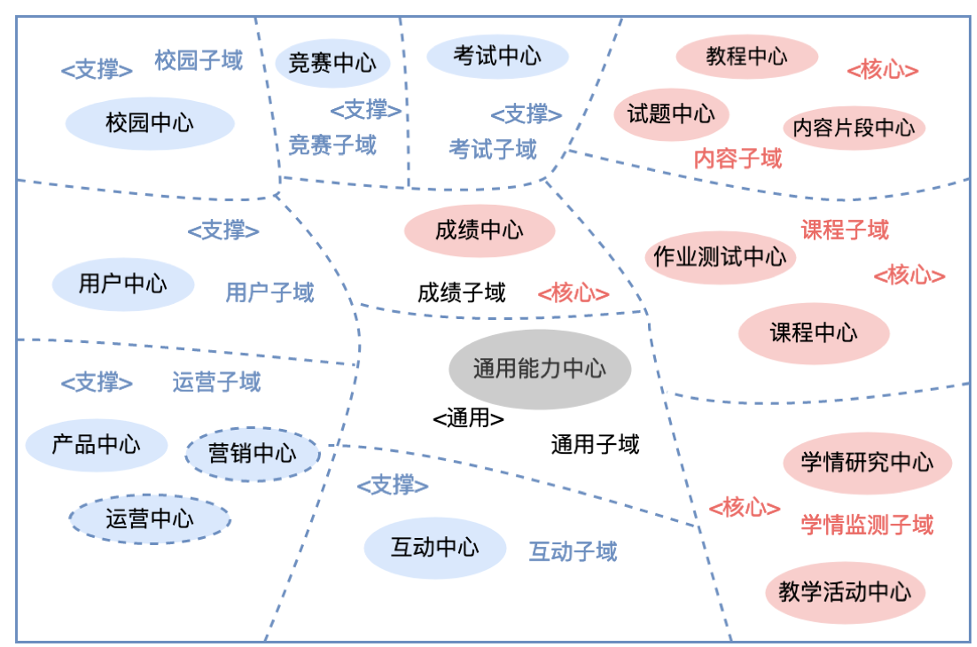 <支撑> 校园子域
校园中心
竞赛中心
<支撑>
竞赛子域
考试中心
<支撑>
考试子域
教程中心
<核心>
试题中心
内容片段中心
内容子域
<支撑>
用户中心
用户子域
成绩中心
成绩子域 <核心>
课程子域
作业测试中心
<核心>
课程中心
<支撑> 运营子域
产品中心
营销中心
运营中心
通用能力中心
<通用>
通用子域
<支撑>
互动中心
互动子域
学情研究中心
<核心>
学情监测子域
教学活动中心